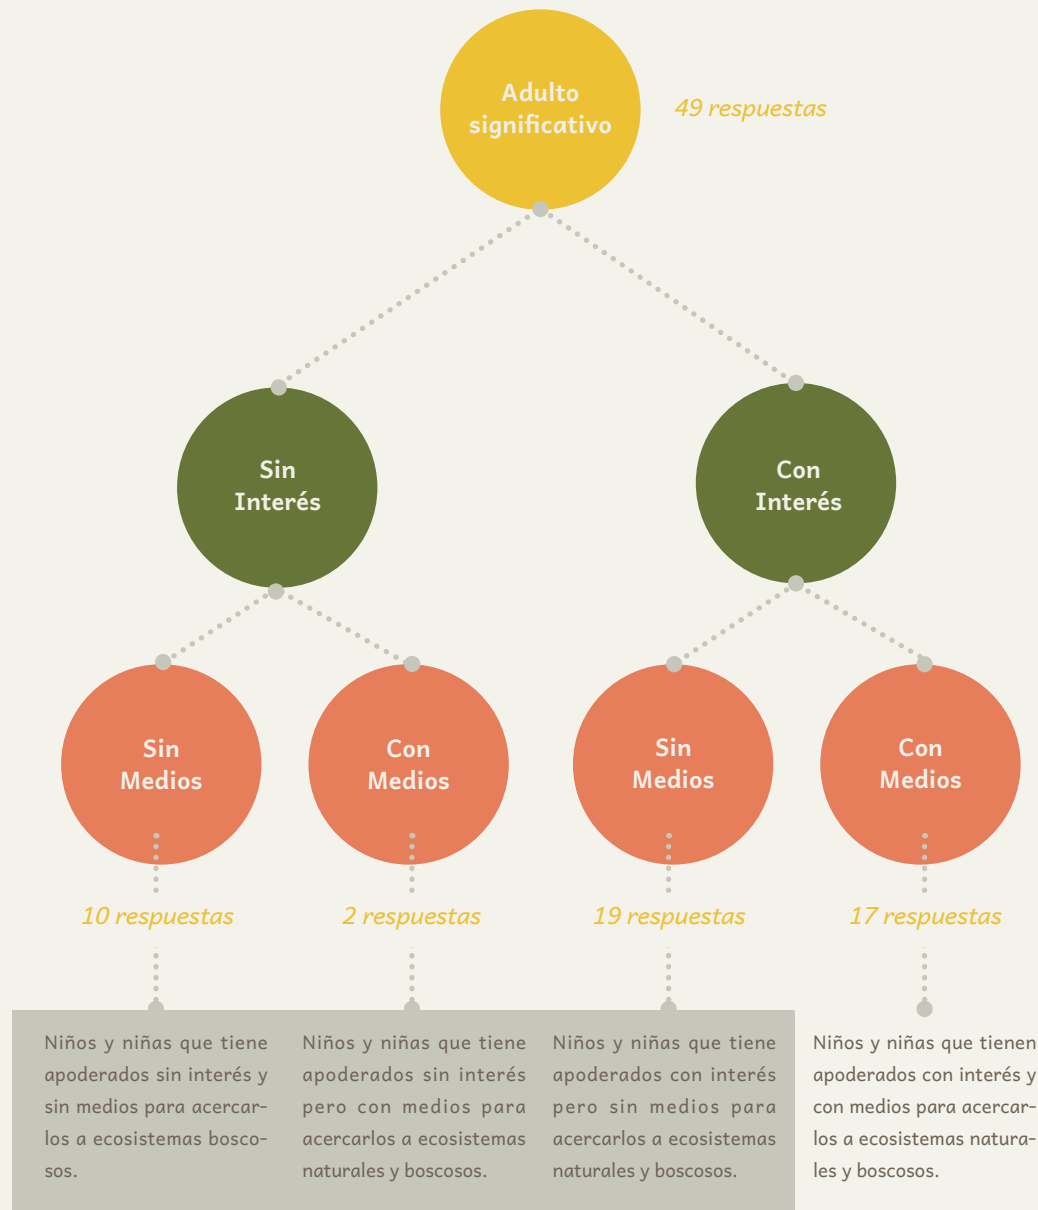 Adulto
significativo
49 respuestas
Sin
Interés
Con
Interés
Sin
Medios
Con
Medios
Sin
Medios
Con
Medios
10 respuestas
2 respuestas
19 respuestas
17 respuestas
Niños y niñas que tiene
apoderados sin interés y
sin medios para acercar-
los a ecosistemas bosco-
sos.
Niños y niñas que tiene
apoderados sin interés
pero con medios para
acercarlos a ecosistemas
naturales y boscosos.
Niños y niñas que tiene
apoderados con interés
pero sin medios para
acercarlos a ecosistemas
naturales y boscosos.
Niños y niñas que tienen
apoderados con interés y
con medios para acercar-
los a ecosistemas natura-
les y boscosos.